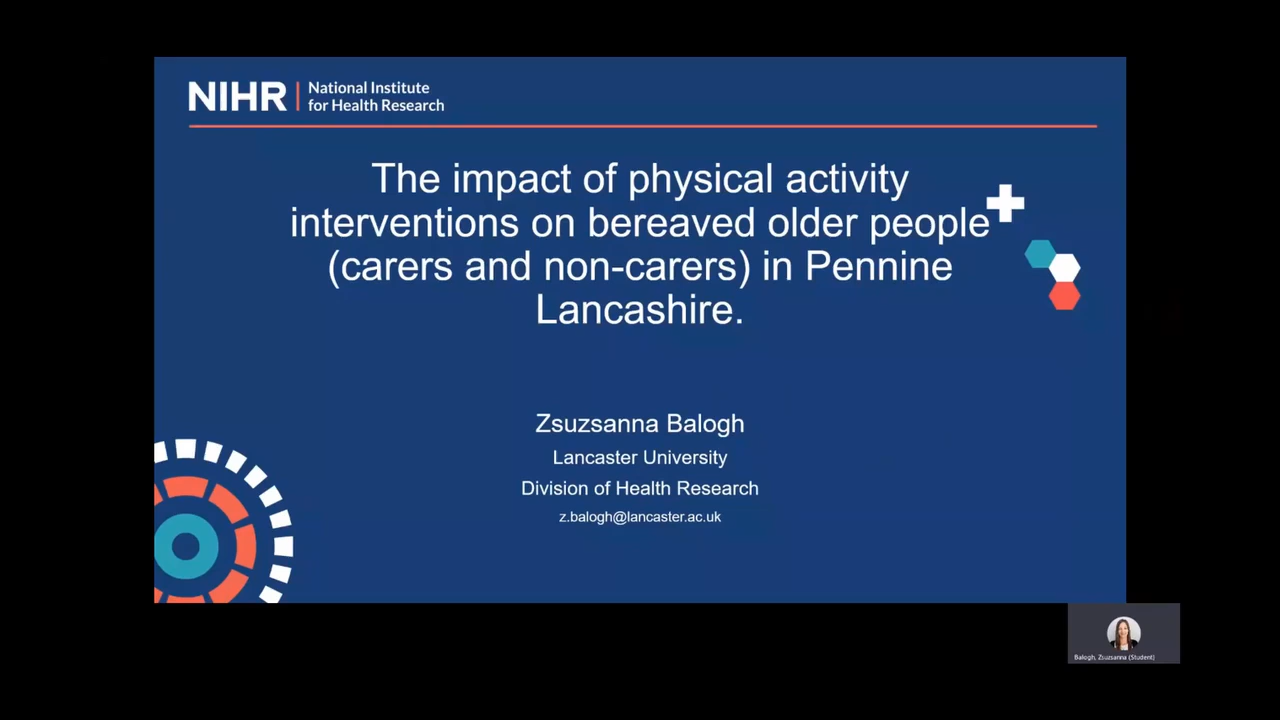 NIHR
National Institute
for Health Research
The impact of physical activity
interventions on bereaved older people
(carers and non-carers) in Pennine
Lancashire.
Zsuzsanna Balogh
Lancaster University
Division of Health Research
z.balogh@lancaster.ac.uk
Balogh, Zsuzsanna (Student)